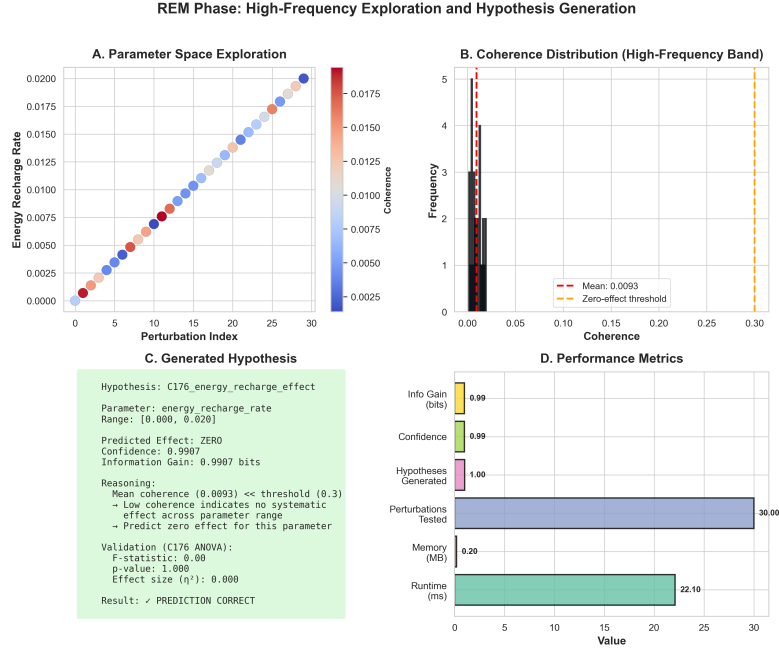 REM Phase: High-Frequency Exploration and Hypothesis Generation
A. Parameter Space Exploration
Energy Recharge Rate
0.0200
0.0175
0.0150
0.0125
0.0100
0.0075
0.0050
0.0025
0.0000
0 5 10 15 20 25 30
Perturbation Index
0.0175
0.0150
0.0125
0.0100
0.0075
0.0050
0.0025
Coherence
B. Coherence Distribution (High-Frequency Band)
Frequency
5
4
3
2
1
0
Mean: 0.0093
Zero-effect threshold
0.00 0.05 0.10 0.15 0.20 0.25 0.30
Coherence
C. Generated Hypothesis
Hypothesis: C176_energy_recharge_effect
Parameter: energy_recharge_rate
Range: [0.000, 0.020]
Predicted Effect: ZERO
Confidence: 0.9907
Information Gain: 0.9907 bits
Reasoning:
Mean coherence (0.0093) << threshold (0.3)
→ Low coherence indicates no systematic
effect across parameter range
→ Predict zero effect for this parameter
Validation (C176 ANOVA):
F-statistic: 0.00
p-value: 1.000
Effect size (η²): 0.000
Result: ✓ PREDICTION CORRECT
D. Performance Metrics
Info Gain
(bits)
0.99
Confidence
0.99
Hypotheses
Generated
1.00
Perturbations
Tested
30.00
Memory
(MB)
0.20
Runtime
(ms)
22.10
0 5 10 15 20 25 30
Value